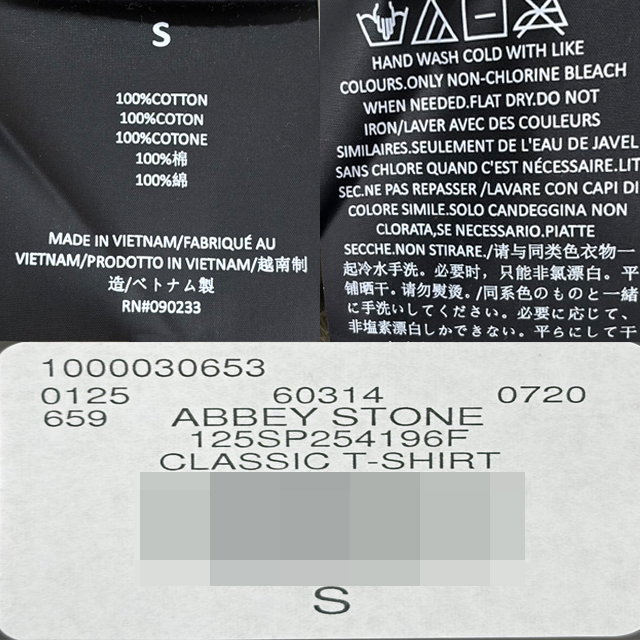 S
100%COTTON
100%COTON
100%COTONE
100%棉
100%綿
MADE IN VIETNAM/FABRIQUÉ AU
VIETNAM/PRODOTTO IN VIETNAM/越南制
造/ベトナム製
RN#090233
HAND WASH COLD WITH LIKE
COLOURS.ONLY NON-CHLORINE BLEACH
WHEN NEEDED.FLAT DRY.DO NOT
IRON/LAVER AVEC DES COULEURS
SIMILAIRES.SEULEMENT DE L'EAU DE JAVEL
SANS CHLORE QUAND C'EST NÉCESSAIRE.LIT
SEC.NE PAS REPASSER /LAVARE CON CAPI DI
COLORE SIMILE.SOLO CANDEGGINA NON
CLORATA,SE NECESSARIO.PIATTE
SECCHE.NON STIRARE./请与同类色衣物一
起冷水手洗。必要时，只能非氯漂白。平
铺晒干。请勿熨烫。/同系色のものと一緒
に手洗いしてください。必要に応じて、
非塩素漂白しかできない。平らにして干
1000030653
0125 60314 0720
659 ABBEY STONE
125SP254196F
CLASSIC T-SHIRT
S